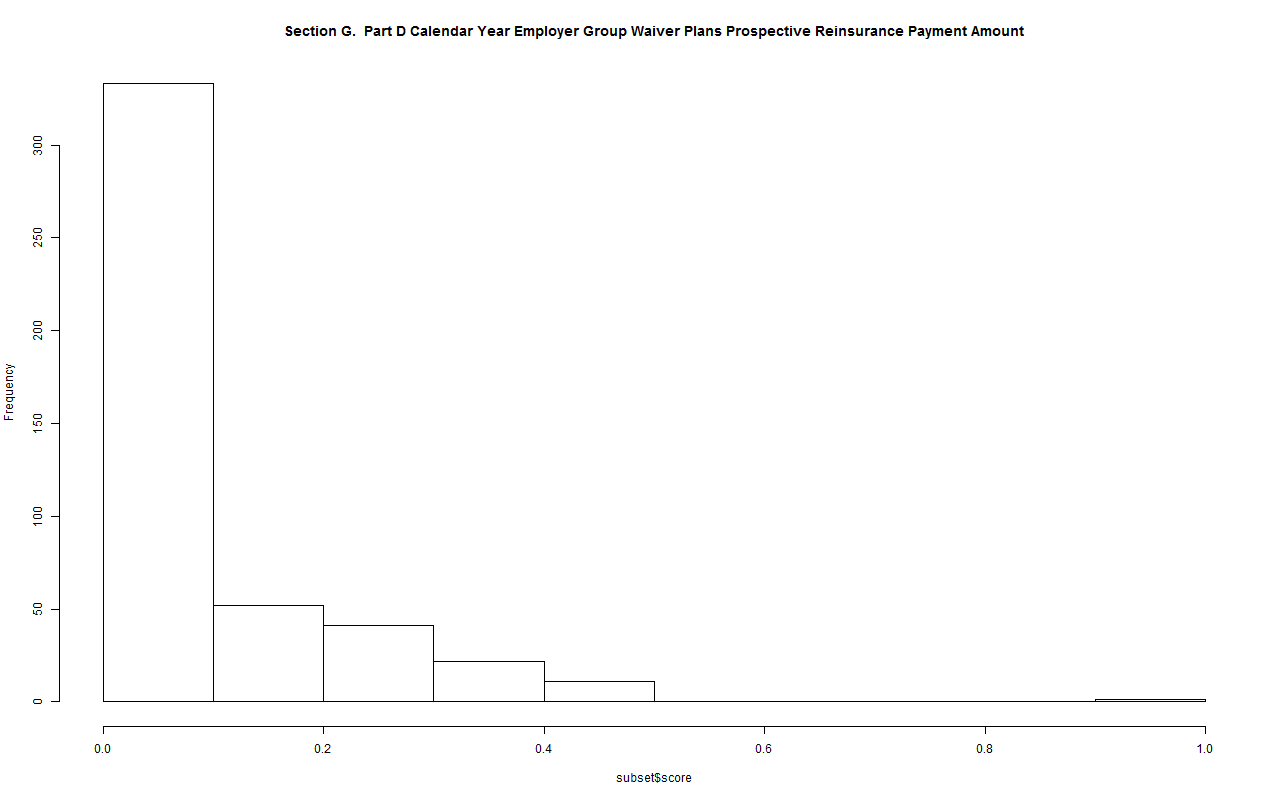 Section G.  Part D Calendar Year Employer Group Waiver Plans Prospective Reinsurance Payment Amount
Frequency
300
250
200
150
100
50
0
0.0 0.2 0.4 0.6 0.8 1.0
subset$score